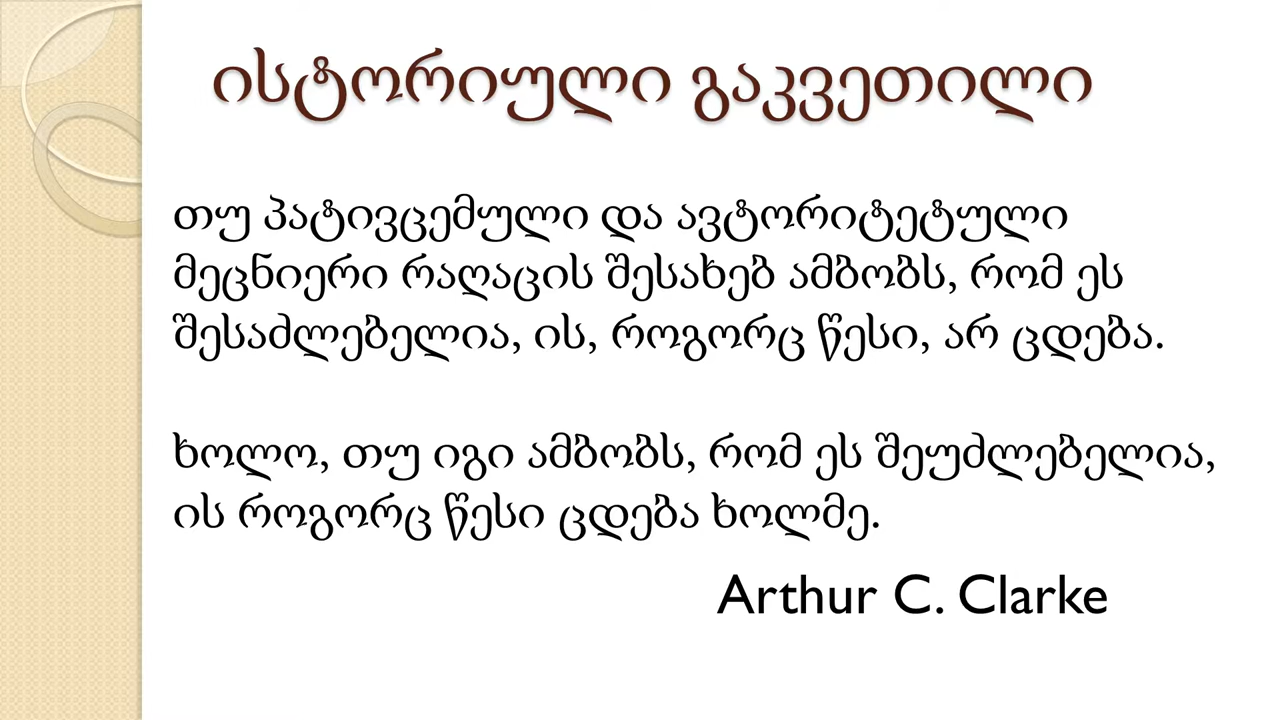 ისტორიული გაკვეთილი
თუ პატივცემული და ავტორიტეტული
მეცნიერი რაღაცის შესახებ ამბობს, რომ ეს
შესაძლებელია, ის, როგორც წესი, არ ცდება.
ხოლო, თუ იგი ამბობს, რომ ეს შეუძლებელია,
ის როგორც წესი ცდება ხოლმე.
Arthur C. Clarke